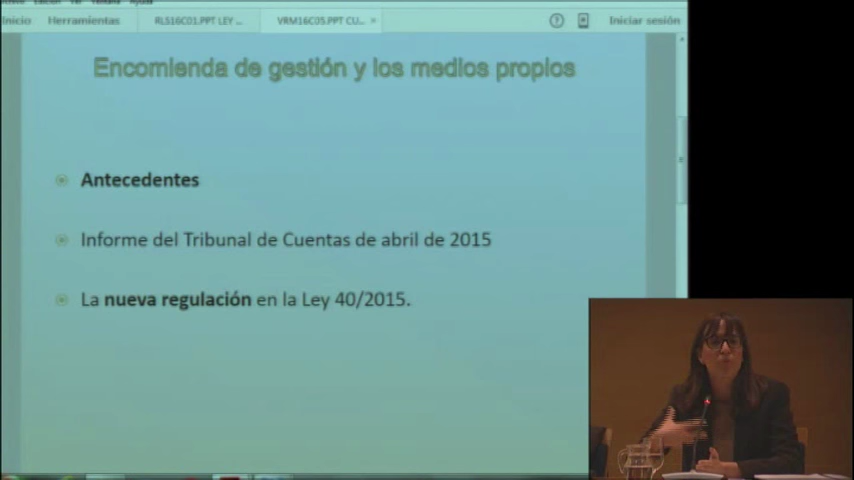 Inicio Herramientas RLS16C01.PPT LEY ... VRM16C05.PPT CU... × Iniciar sesión
Encomienda de gestión y los medios propios
Antecedentes
Informe del Tribunal de Cuentas de abril de 2015
La nueva regulación en la Ley 40/2015.